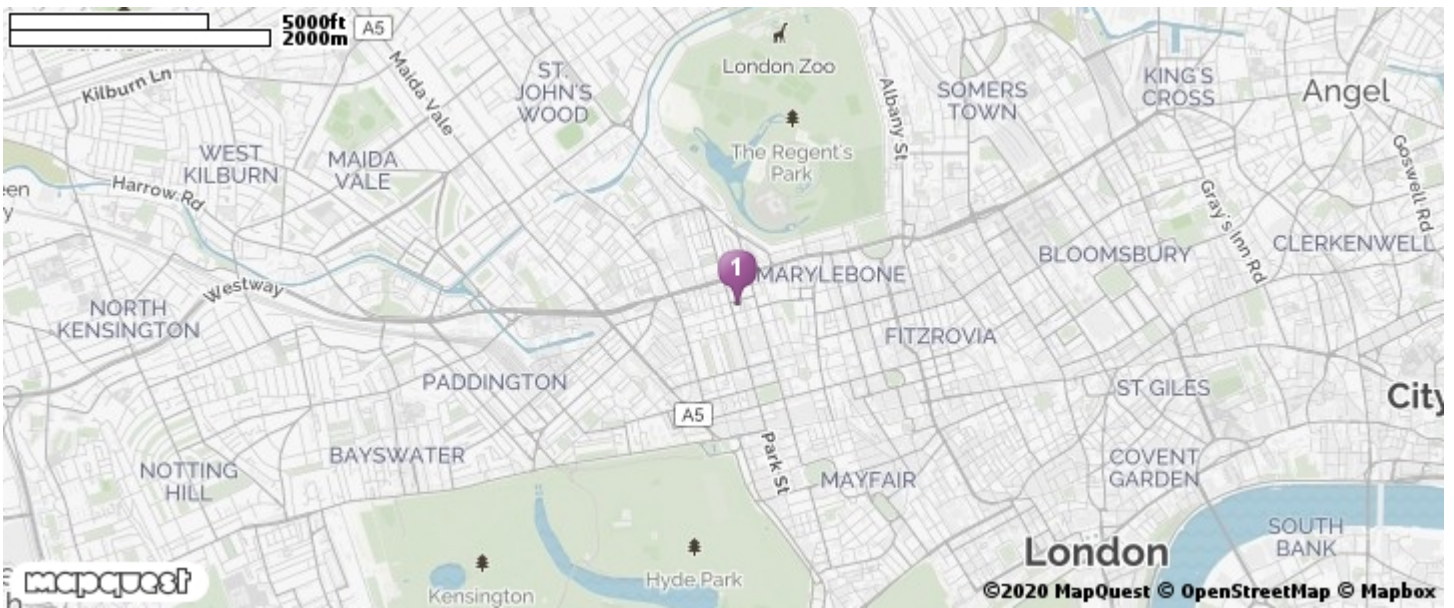 5000ft
2000m
A5
London Zoo
Kilburn Ln
Maida Vale
ST.
JOHN'S
WOOD
Albany St
SOMERS
TOWN
KING'S
CROSS
Angel
WEST
KILBURN
MAIDA
VALE
The Regent's
Park
Harrow Rd
Gray's Inn Rd
Goswell Rd
BLOOMSBURY
CLERKENWELL
1
MARYLEBONE
Westway
NORTH
KENSINGTON
FITZROVIA
PADDINGTON
ST GILES
City
A5
BAYSWATER
NOTTING
HILL
Park St
MAYFAIR
COVENT
GARDEN
SOUTH
BANK
London
Hyde Park
Kensington
mapquest
©2020 MapQuest © OpenStreetMap © Mapbox